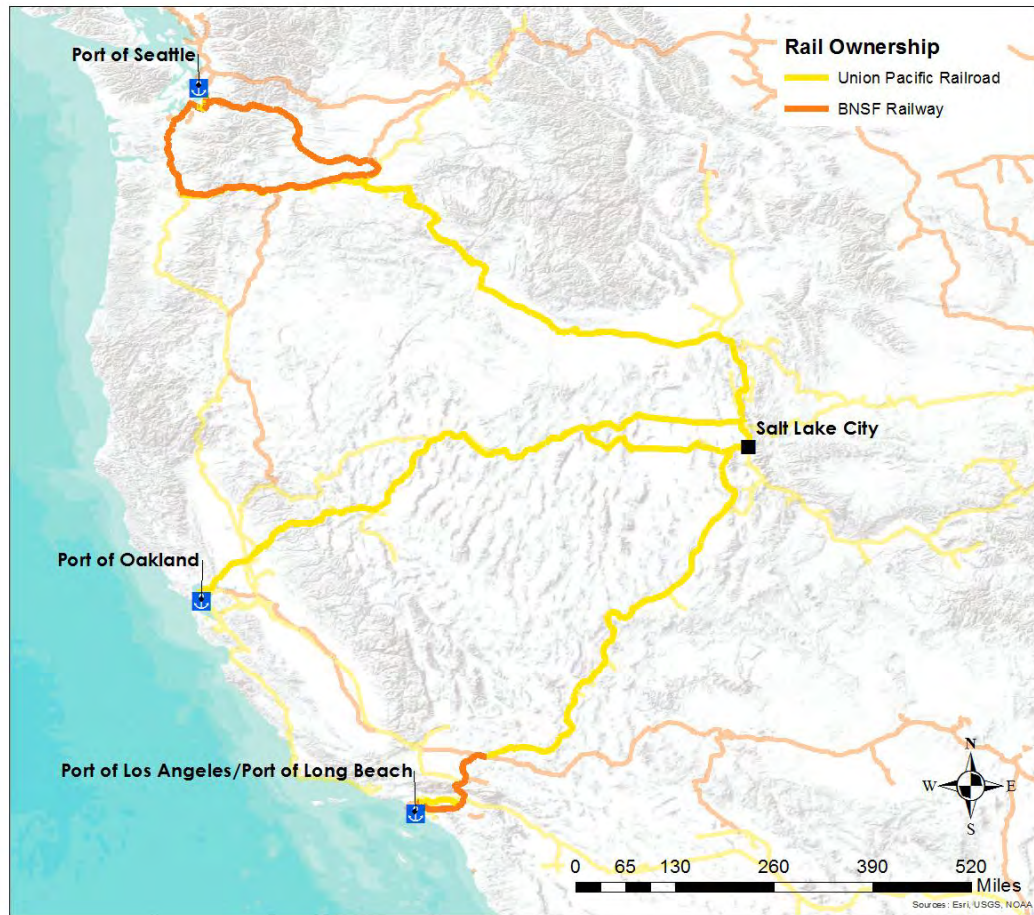 Port of Seattle
Rail Ownership
Union Pacific Railroad
BNSF Railway
Salt Lake City
Port of Oakland
Port of Los Angeles/Port of Long Beach
N
W E
S
0 65 130 260 390 520
Miles
Sources: Esri, USGS, NOAA